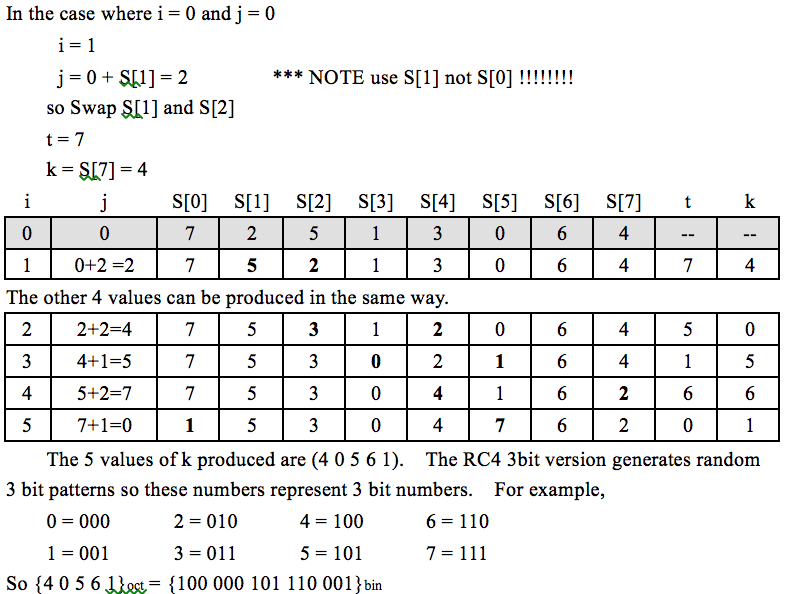 In the case where i = 0 and j = 0
i = 1
j = 0 + S[1] = 2 *** NOTE use S[1] not S[0] !!!!!!!!
so Swap S[1] and S[2]
t = 7
k = S[7] = 4
i j S[0] S[1] S[2] S[3] S[4] S[5] S[6] S[7] t k
0 0 7 2 5 1 3 0 6 4 -- --
1 0+2 =2 7 5 2 1 3 0 6 4 7 4
The other 4 values can be produced in the same way.
2 2+2=4 7 5 3 1 2 0 6 4 5 0
3 4+1=5 7 5 3 0 2 1 6 4 1 5
4 5+2=7 7 5 3 0 4 1 6 2 6 6
5 7+1=0 1 5 3 0 4 7 6 2 0 1
The 5 values of k produced are (4 0 5 6 1). The RC4 3bit version generates random
3 bit patterns so these numbers represent 3 bit numbers. For example,
0 = 000 2 = 010 4 = 100 6 = 110
1 = 001 3 = 011 5 = 101 7 = 111
So {4 0 5 6 1}oct = {100 000 101 110 001}bin